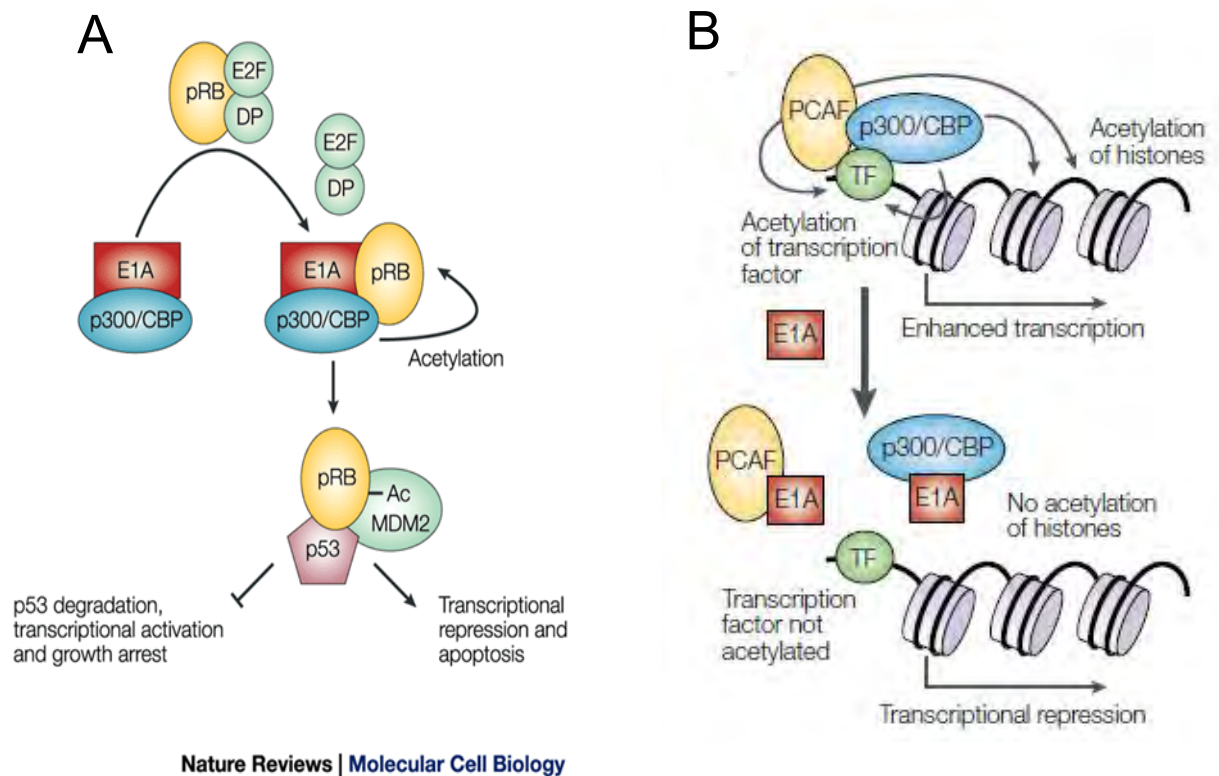 A
pRB
E2F
DP
E2F
DP
E1A
p300/CBP
E1A
pRB
p300/CBP
Acetylation
pRB
Ac
MDM2
p53
p53 degradation,
transcriptional activation
and growth arrest
Transcriptional
repression and
apoptosis
Nature Reviews | Molecular Cell Biology
B
PCAF
p300/CBP
TF
Acetylation
of histones
Acetylation
of transcription
factor
E1A
Enhanced transcription
PCAF
E1A
p300/CBP
E1A
No acetylation
of histones
TF
Transcription
factor not
acetylated
Transcriptional repression